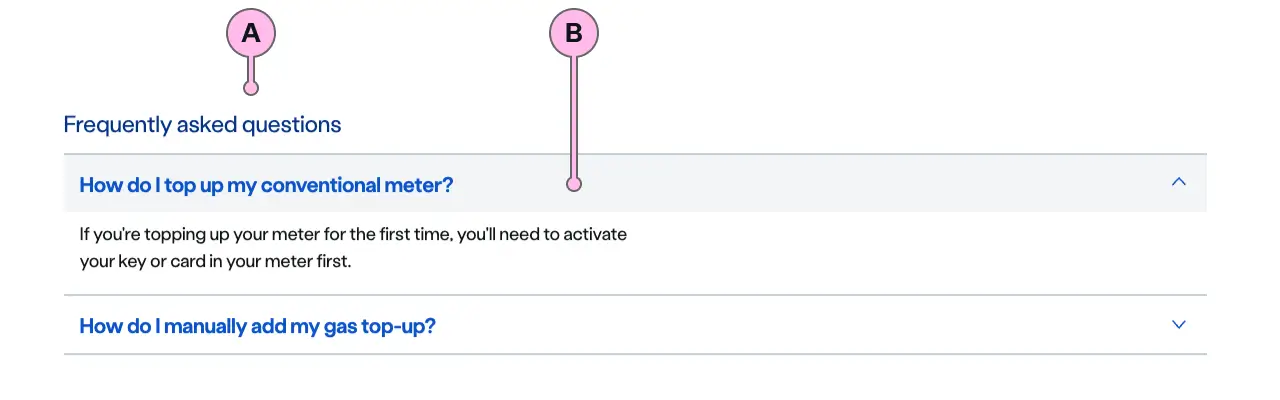 A
B
Frequently asked questions
How do I top up my conventional meter?
If you're topping up your meter for the first time, you'll need to activate
your key or card in your meter first.
How do I manually add my gas top-up?